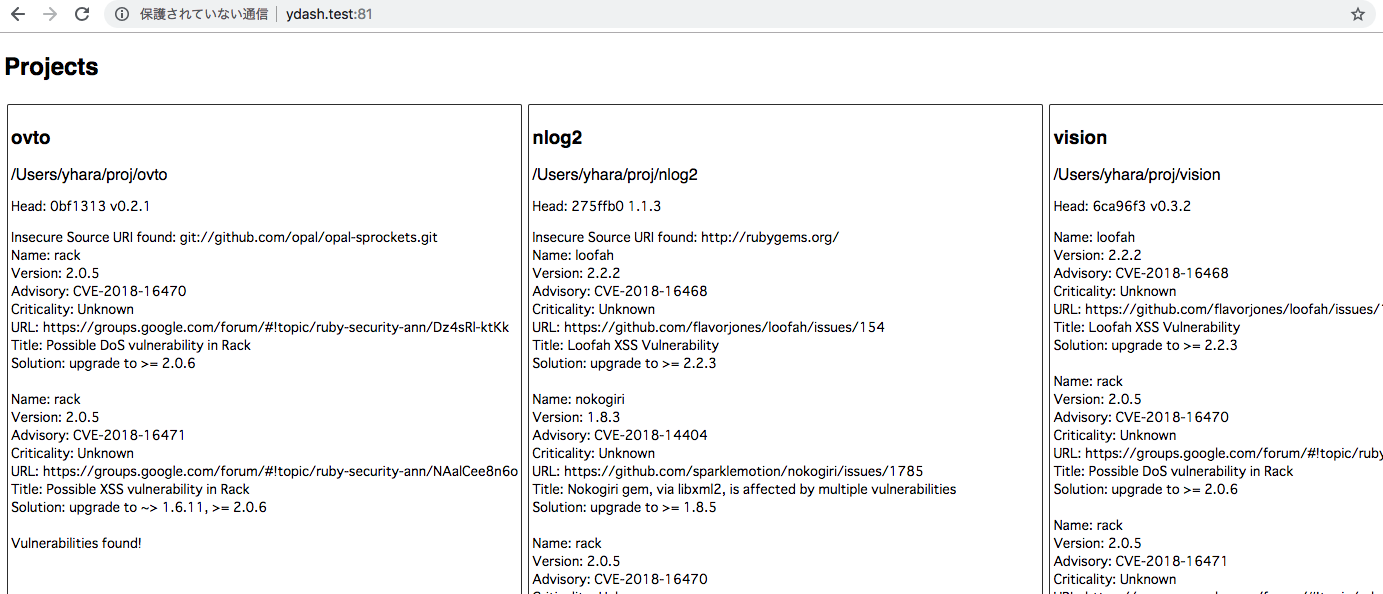 保護されていない通信 ydash.test:81
Projects
ovto
/Users/yhara/proj/ovto
Head: 0bf1313 v0.2.1
Insecure Source URI found: git://github.com/opal/opal-sprockets.git
Name: rack
Version: 2.0.5
Advisory: CVE-2018-16470
Criticality: Unknown
URL: https://groups.google.com/forum/#!topic/ruby-security-ann/Dz4sRl-ktKk
Title: Possible DoS vulnerability in Rack
Solution: upgrade to >= 2.0.6
Name: rack
Version: 2.0.5
Advisory: CVE-2018-16471
Criticality: Unknown
URL: https://groups.google.com/forum/#!topic/ruby-security-ann/NAalCee8n6o
Title: Possible XSS vulnerability in Rack
Solution: upgrade to ~> 1.6.11, >= 2.0.6
Vulnerabilities found!
nlog2
/Users/yhara/proj/nlog2
Head: 275ffb0 1.1.3
Insecure Source URI found: http://rubygems.org/
Name: loofah
Version: 2.2.2
Advisory: CVE-2018-16468
Criticality: Unknown
URL: https://github.com/flavorjones/loofah/issues/154
Title: Loofah XSS Vulnerability
Solution: upgrade to >= 2.2.3
Name: nokogiri
Version: 1.8.3
Advisory: CVE-2018-14404
Criticality: Unknown
URL: https://github.com/sparklemotion/nokogiri/issues/1785
Title: Nokogiri gem, via libxml2, is affected by multiple vulnerabilities
Solution: upgrade to >= 1.8.5
Name: rack
Version: 2.0.5
Advisory: CVE-2018-16470
vision
/Users/yhara/proj/vision
Head: 6ca96f3 v0.3.2
Name: loofah
Version: 2.2.2
Advisory: CVE-2018-16468
Criticality: Unknown
URL: https://github.com/flavorjones/loofah/issues/
Title: Loofah XSS Vulnerability
Solution: upgrade to >= 2.2.3
Name: rack
Version: 2.0.5
Advisory: CVE-2018-16470
Criticality: Unknown
URL: https://groups.google.com/forum/#!topic/ruby
Title: Possible DoS vulnerability in Rack
Solution: upgrade to >= 2.0.6
Name: rack
Version: 2.0.5
Advisory: CVE-2018-16471
Criticality: Unknown